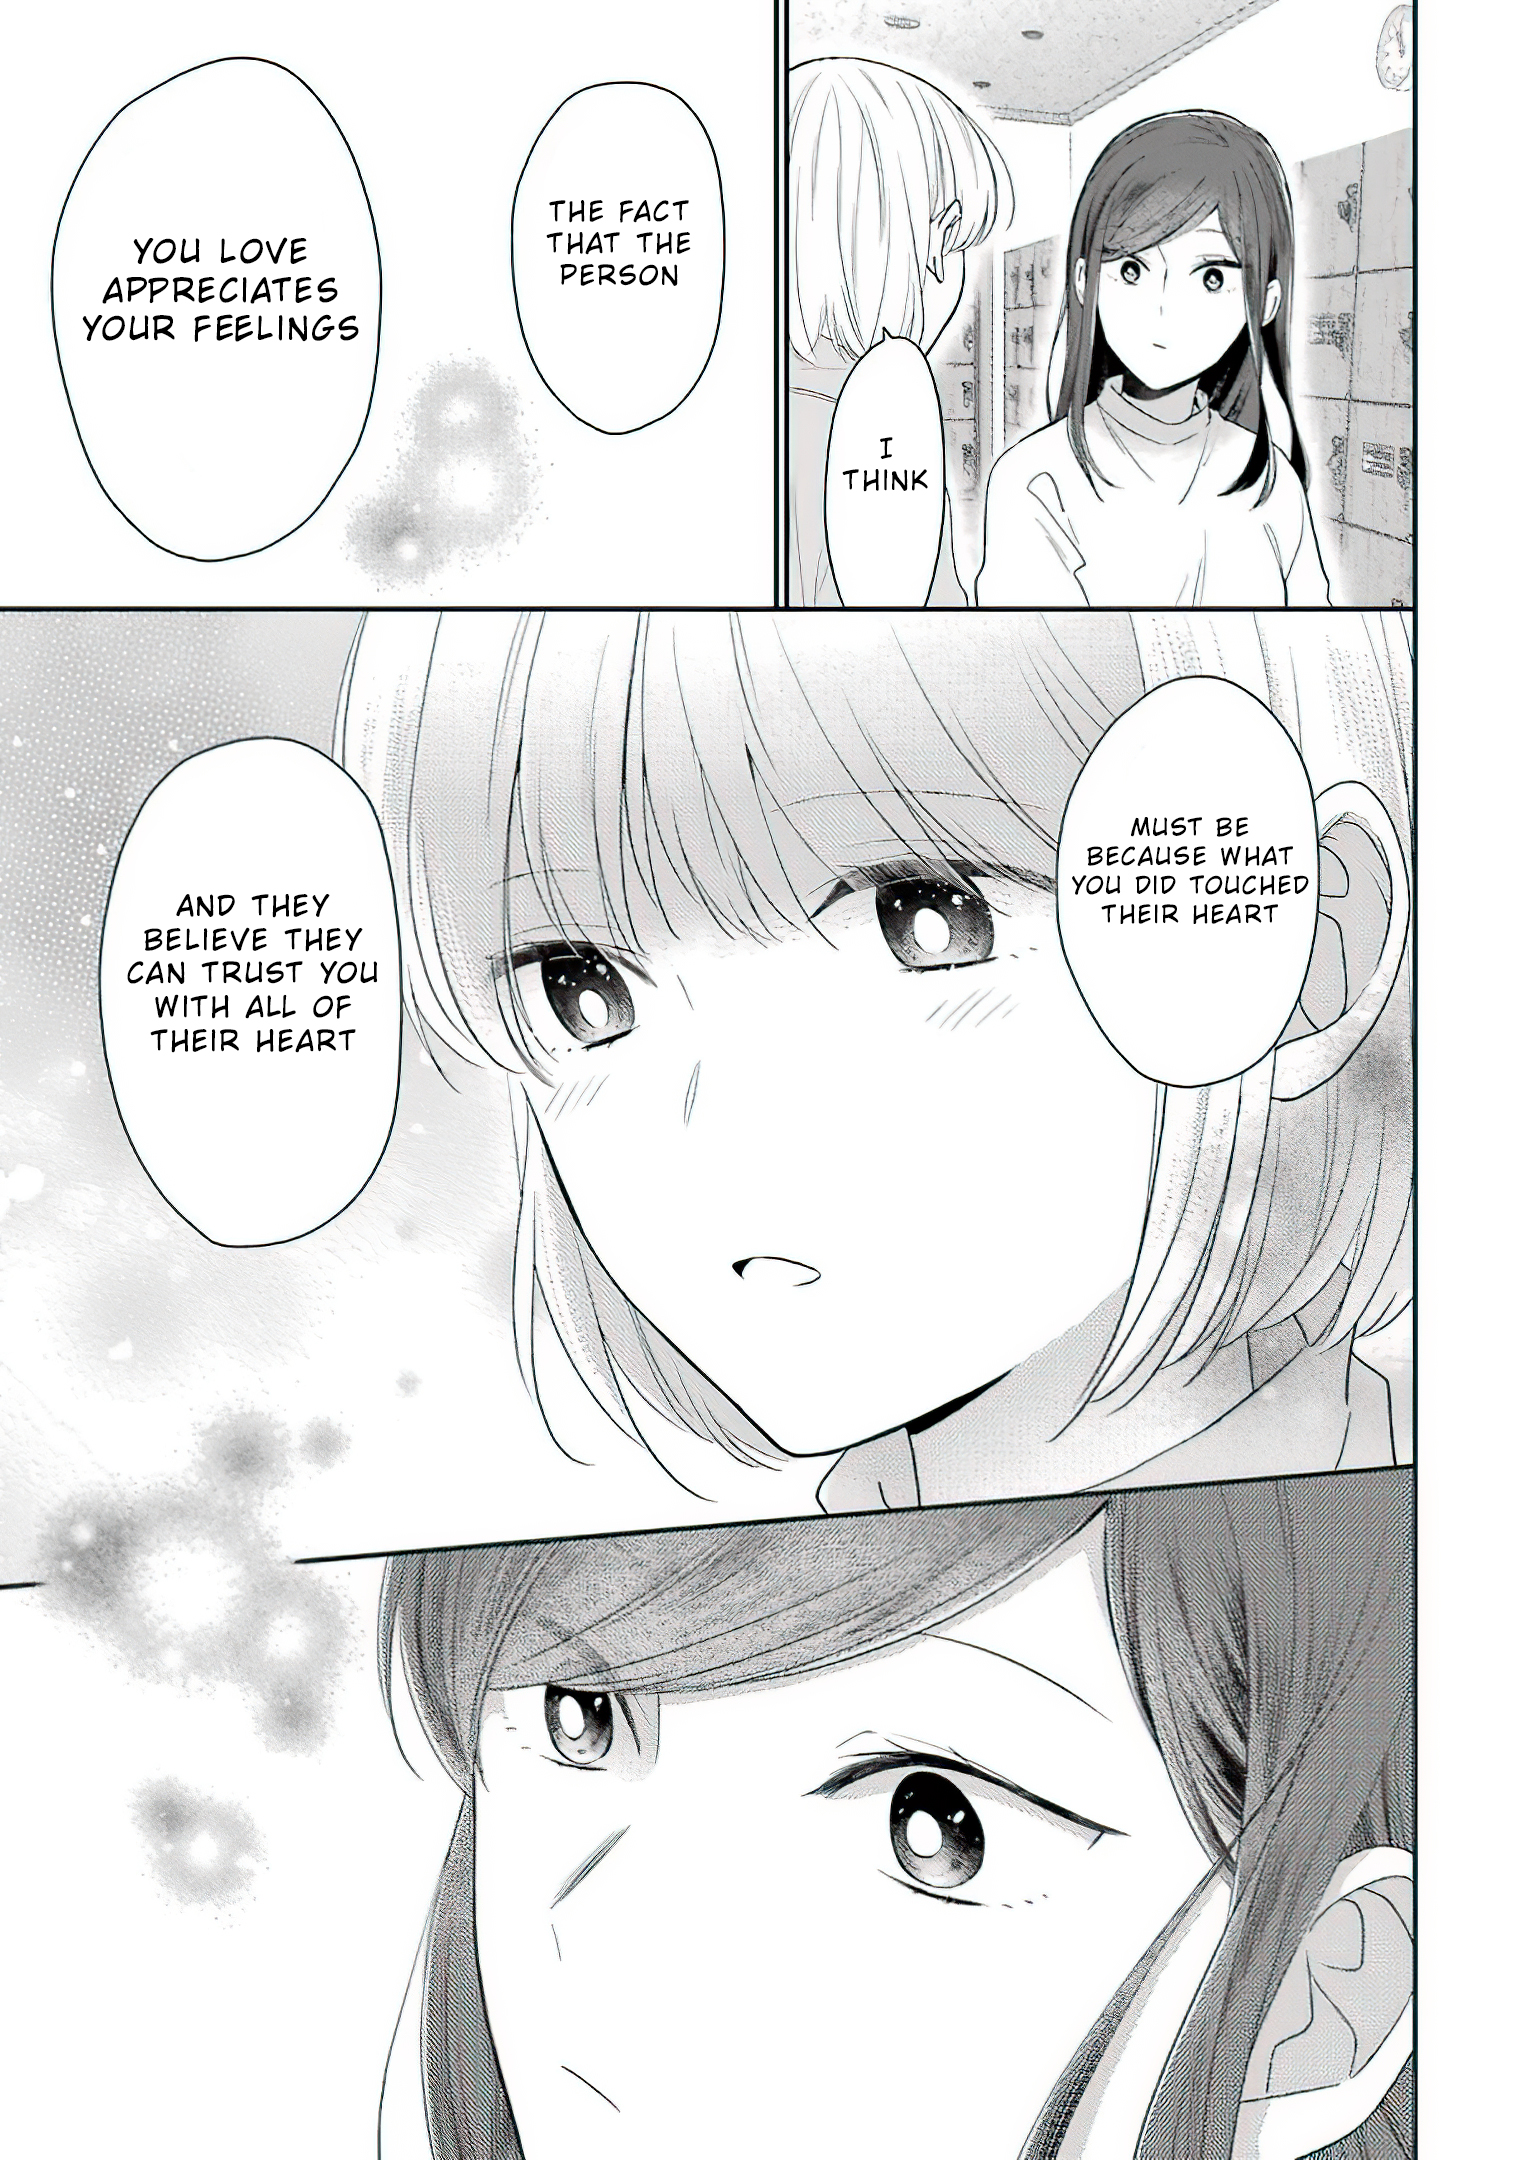 I
THINK
THE FACT
THAT THE
PERSON
YOU LOVE
APPRECIATES
YOUR FEELINGS
MUST BE
BECAUSE WHAT
YOU DID TOUCHED
THEIR HEART
AND THEY
BELIEVE THEY
CAN TRUST YOU
WITH ALL OF
THEIR HEART